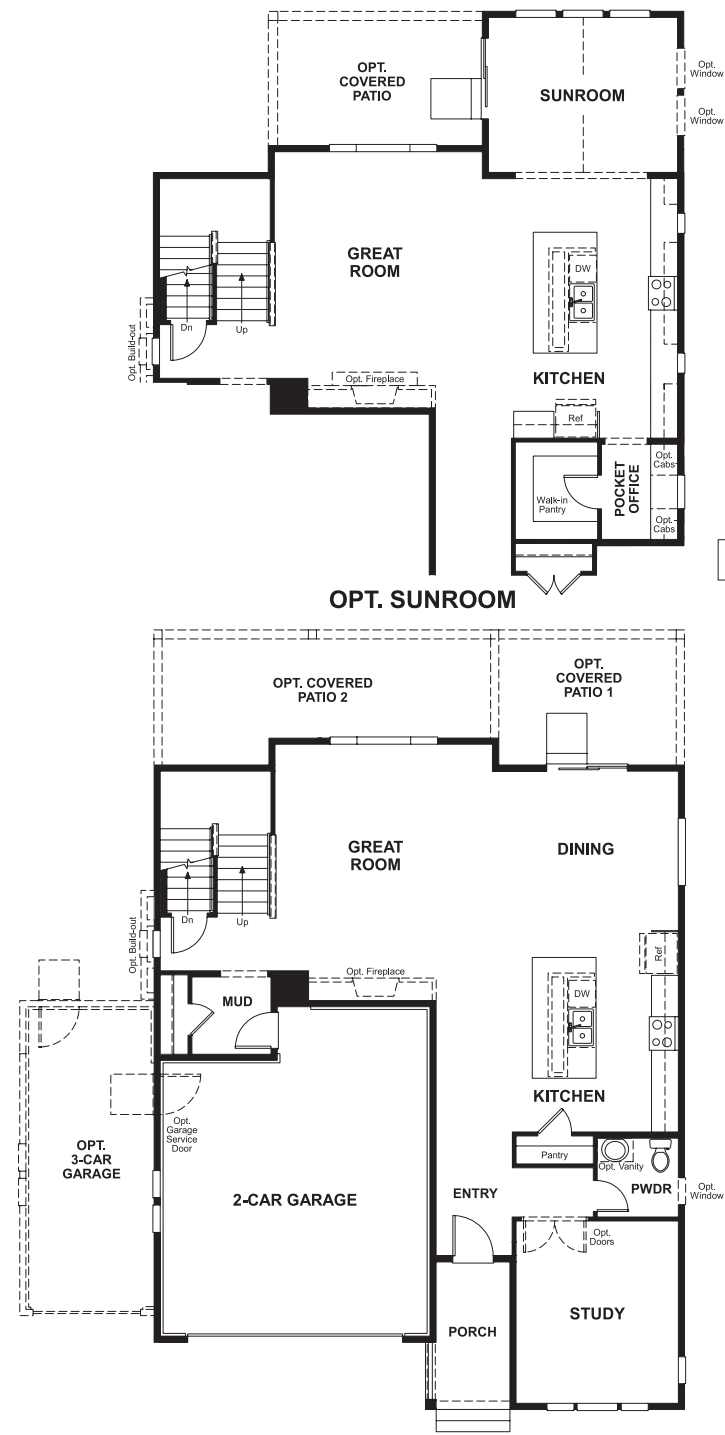 OPT.
COVERED
PATIO
SUNROOM
Opt.
Window
Opt.
Window
GREAT
ROOM
DW
Dn
Up
Opt. Build-out
Opt. Fireplace
KITCHEN
Ref
Walk-in
Pantry
POCKET
OFFICE
Opt.
Cabs
Opt.
Cabs
OPT. SUNROOM
OPT. COVERED
PATIO 2
OPT.
COVERED
PATIO 1
GREAT
ROOM
DINING
Dn
Up
Opt. Build-out
Ref
Opt. Fireplace
MUD
DW
KITCHEN
Opt.
Garage
Service
Door
OPT.
3-CAR
GARAGE
Pantry
Opt. Vanity
PWDR
Opt.
Window
2-CAR GARAGE
ENTRY
Opt.
Doors
STUDY
PORCH